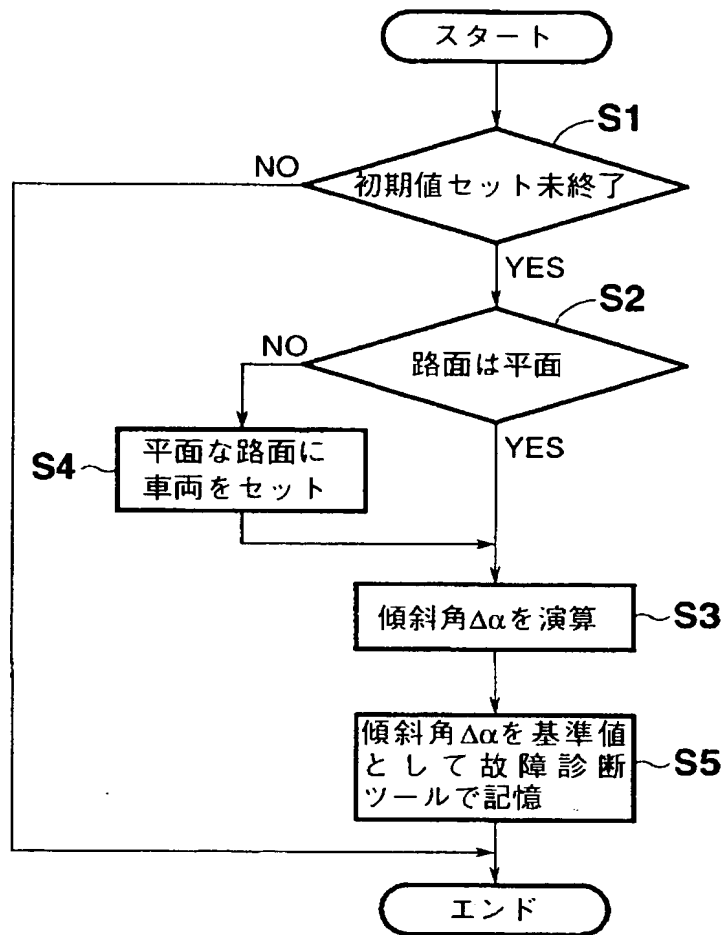 スタート
S1
NO
初期値セット未終了
YES
S2
NO
路面は平面
YES
S4
平面な路面に
車両をセット
傾斜角Δαを演算
S3
傾斜角Δαを基準値
として故障診断
ツールで記憶
S5
エンド